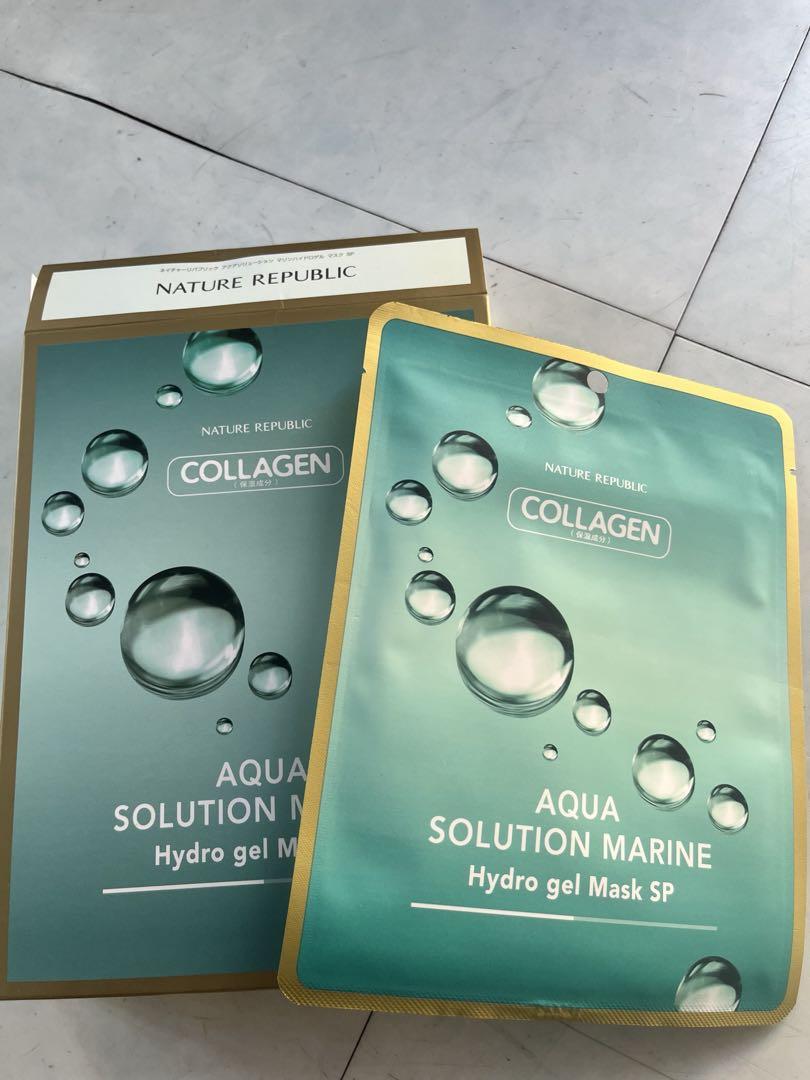 ネイチャーリパブリック アクアソリューション マリンハイドロゲル マスク SP
NATURE REPUBLIC
NATURE REPUBLIC
COLLAGEN
(保湿成分)
AQUA
SOLUTION M
Hydro gel M
NATURE REPUBLIC
COLLAGEN
(保湿成分)
AQUA
SOLUTION MARINE
Hydro gel Mask SP